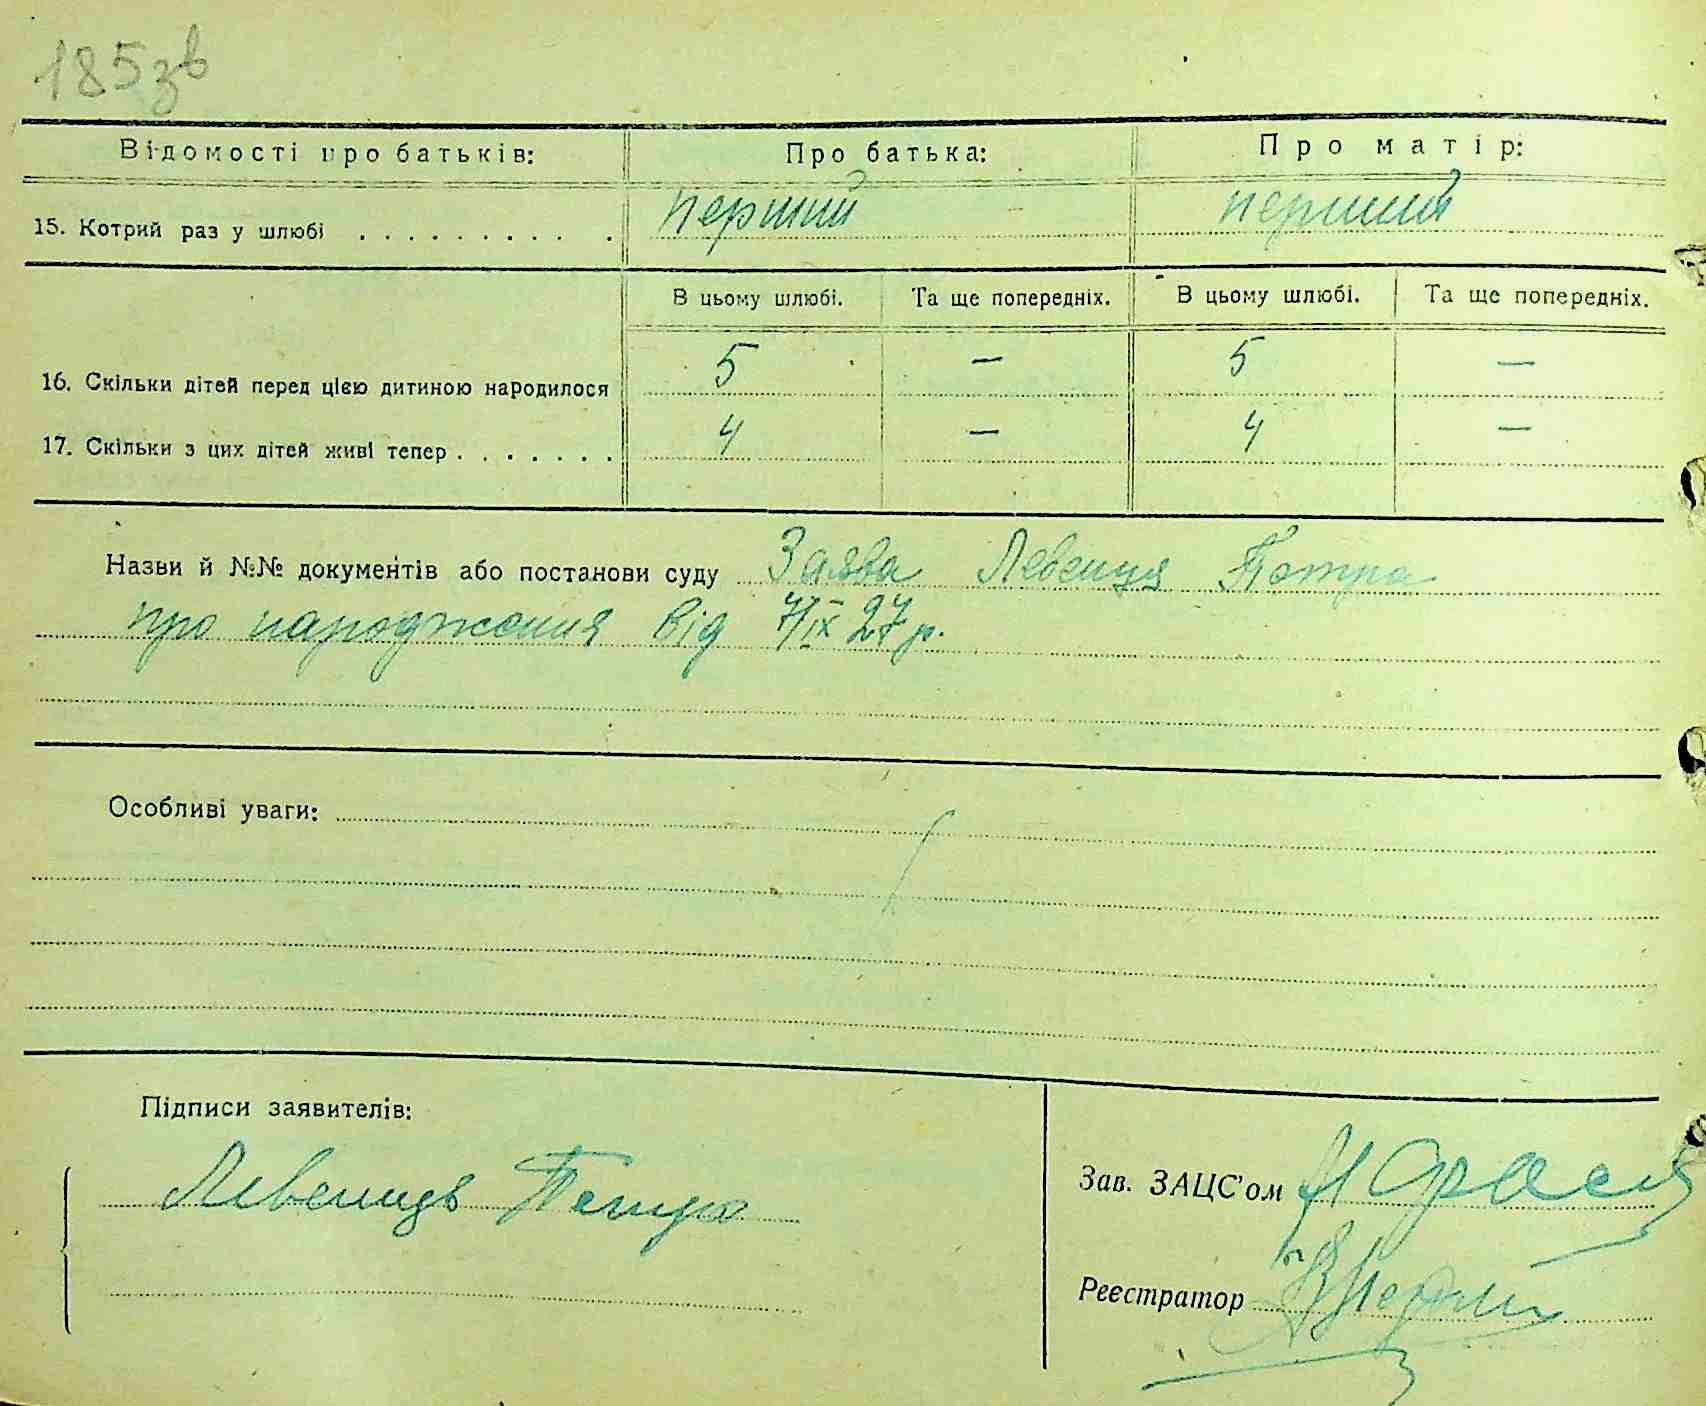 185зв
Відомості про батьків: Про батька: Про матір:
15. Котрий раз у шлюбі . . . . . . . . . . перший перший
В цьому шлюбі. Та ще попередніх. В цьому шлюбі. Та ще попередніх.
16. Скільки дітей перед цією дитиною народилося 5 — 5 —
17. Скільки з цих дітей живі тепер . . . . . . . 4 — 4 —
Назви й №№ документів або постанови суду Заява Левенця Петра
про народження від 7/IX 27 р.
Особливі уваги:
Підписи заявителів:
Левенцъ Петро
Зав. ЗАЦС'ом
Реєстратор